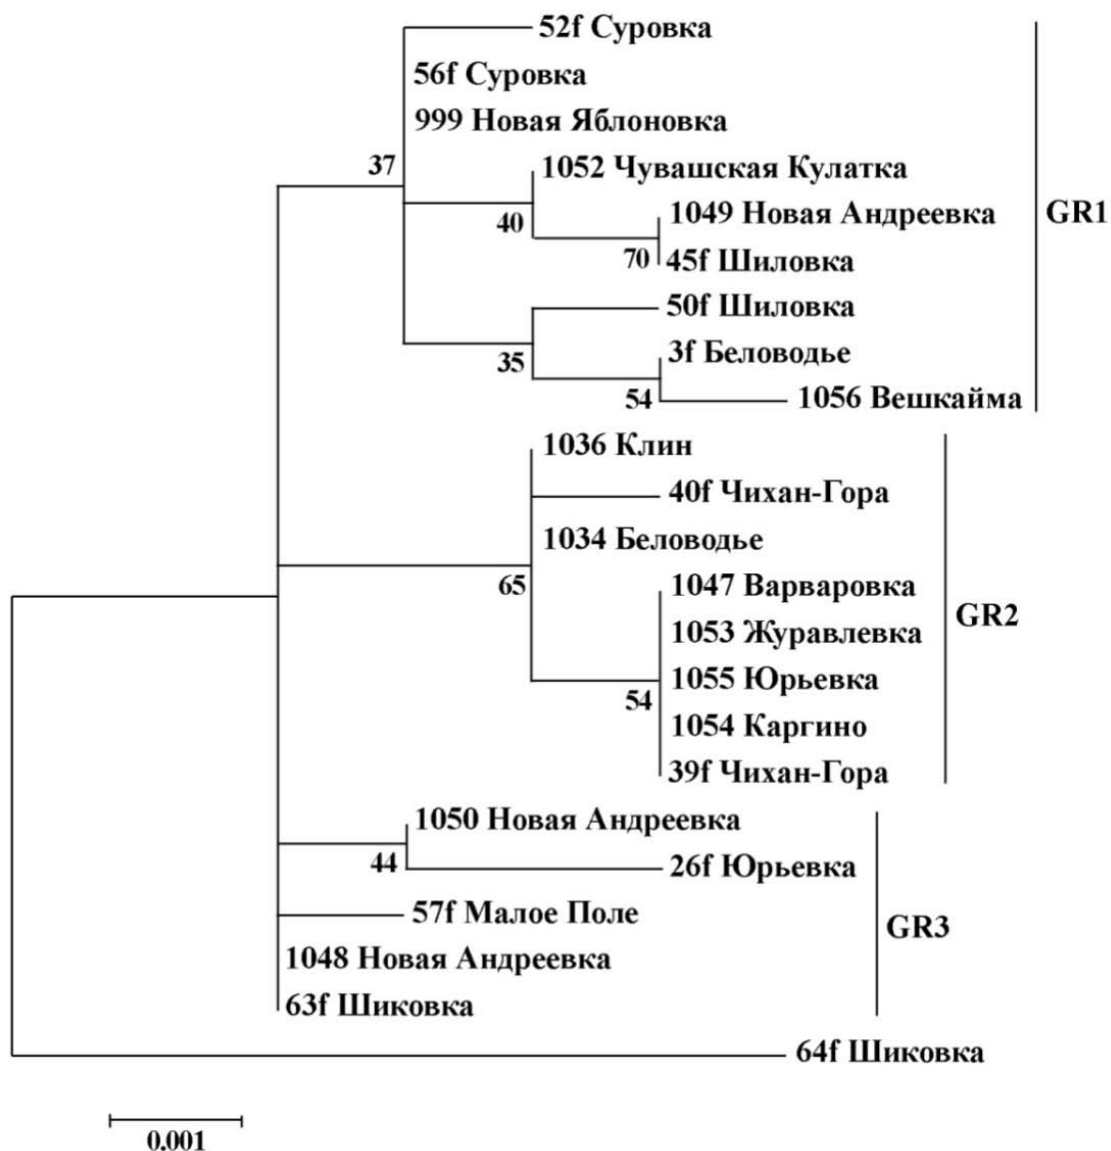 52f Суровка
56f Суровка
999 Новая Яблоновка
37
1052 Чувашская Кулатка
40
1049 Новая Андреевка
GR1
70
45f Шиловка
50f Шиловка
35
3f Беловодье
54
1056 Вешкайма
1036 Клин
40f Чихан-Гора
1034 Беловодье
65
1047 Варваровка
GR2
1053 Журавлевка
1055 Юрьевка
54
1054 Каргино
39f Чихан-Гора
1050 Новая Андреевка
44
26f Юрьевка
57f Малое Поле
GR3
1048 Новая Андреевка
63f Шиковка
64f Шиковка
0.001